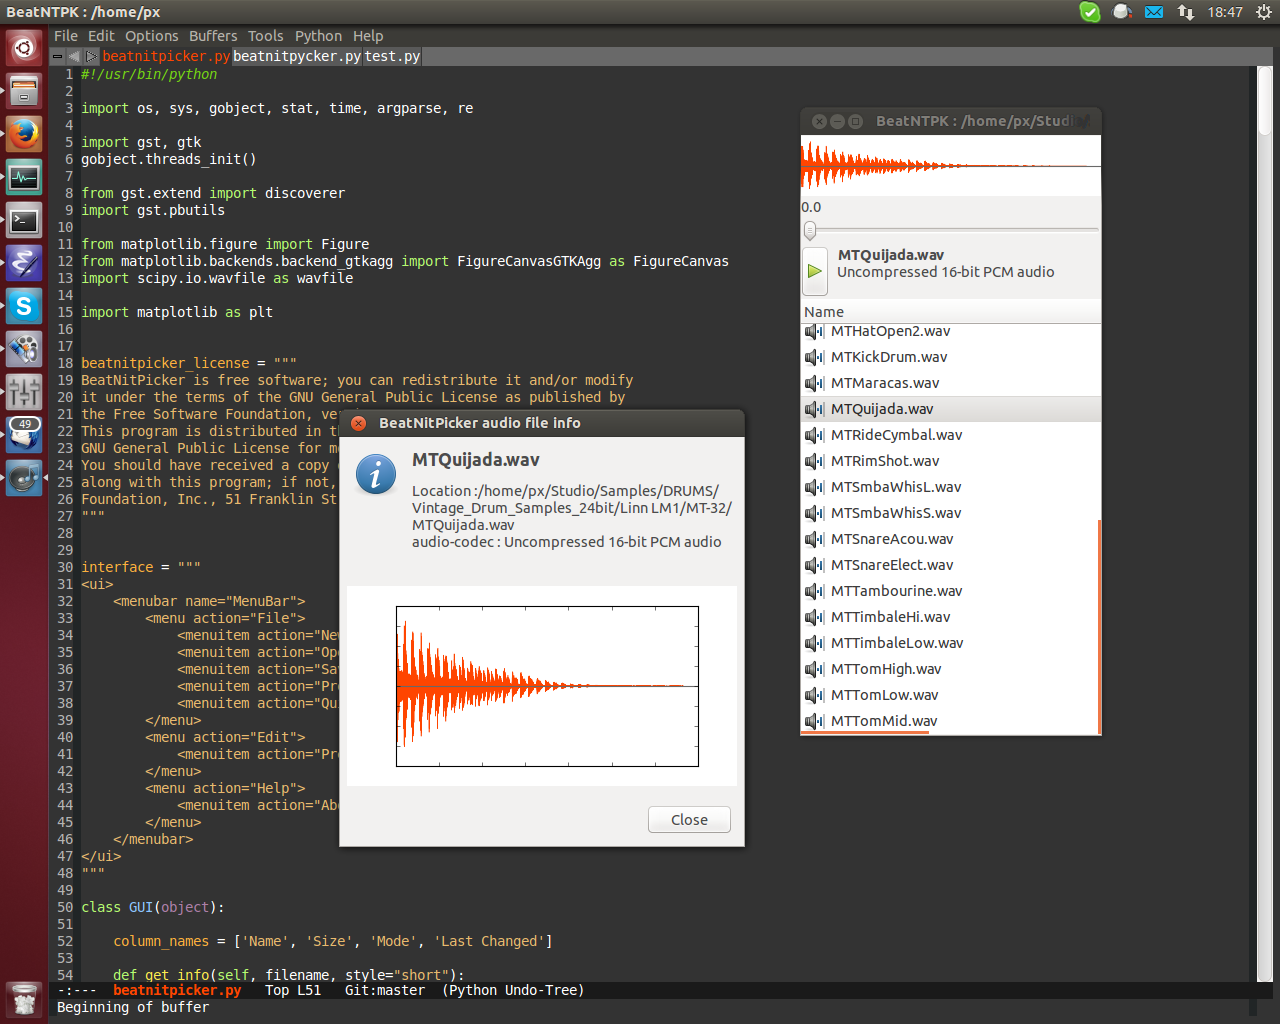 BeatNTPK : /home/px
18:47
File Edit Options Buffers Tools Python Help
beatnitpicker.py beatnitpycker.py test.py
1 #!/usr/bin/python
2
3 import os, sys, gobject, stat, time, argparse, re
4
5 import gst, gtk
6 gobject.threads_init()
7
8 from gst.extend import discoverer
9 import gst.pbutils
10
11 from matplotlib.figure import Figure
12 from matplotlib.backends.backend_gtkagg import FigureCanvasGTKAgg as FigureCanvas
13 import scipy.io.wavfile as wavfile
14
15 import matplotlib as plt
16
17
18 beatnitpicker_license = """
19 BeatNitPicker is free software; you can redistribute it and/or modify
20 it under the terms of the GNU General Public License as published by
21 the Free Software Foundation,
22 This program is distributed in
23 GNU General Public License for
24 You should have received a copy
25 along with this program; if not,
26 Foundation, Inc., 51 Franklin
27 """
28
29
30 interface = """
31 <ui>
32 <menubar name="MenuBar">
33 <menu action="File">
34 <menuitem action="Ne
35 <menuitem action="Op
36 <menuitem action="Sa
37 <menuitem action="Pr
38 <menuitem action="Qu
39 </menu>
40 <menu action="Edit">
41 <menuitem action="Pr
42 </menu>
43 <menu action="Help">
44 <menuitem action="Ab
45 </menu>
46 </menubar>
47 </ui>
48 """
49
50 class GUI(object):
51
52 column_names = ['Name', 'Size', 'Mode', 'Last Changed']
53
54 def get_info(self, filename, style="short"):
-:--- beatnitpicker.py Top L51 Git:master (Python Undo-Tree)
Beginning of buffer
49
BeatNitPicker audio file info
MTQuijada.wav
Location :/home/px/Studio/Samples/DRUMS/
Vintage_Drum_Samples_24bit/Linn LM1/MT-32/
MTQuijada.wav
audio-codec : Uncompressed 16-bit PCM audio
Close
BeatNTPK : /home/px/Studi
0.0
MTQuijada.wav
Uncompressed 16-bit PCM audio
Name
MTHatOpen2.wav
MTKickDrum.wav
MTMaracas.wav
MTQuijada.wav
MTRideCymbal.wav
MTRimShot.wav
MTSmbaWhisL.wav
MTSmbaWhisS.wav
MTSnareAcou.wav
MTSnareElect.wav
MTTambourine.wav
MTTimbaleHi.wav
MTTimbaleLow.wav
MTTomHigh.wav
MTTomLow.wav
MTTomMid.wav